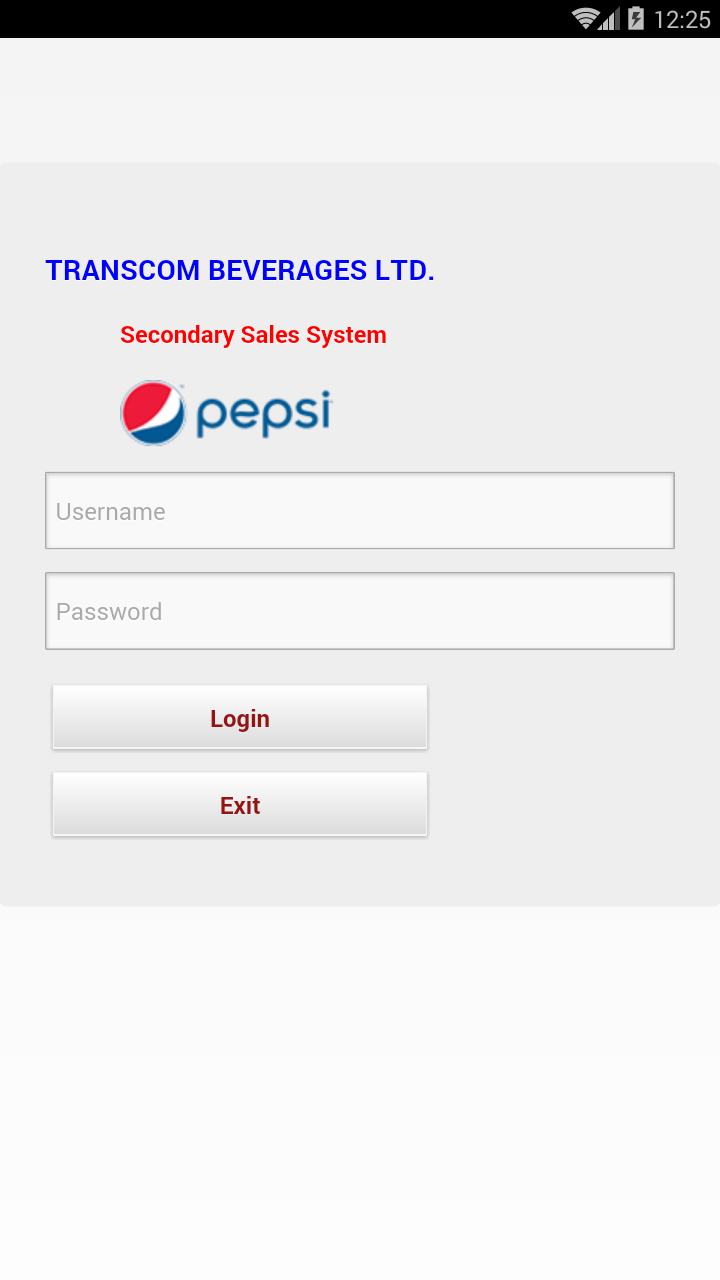 12:25
TRANSCOM BEVERAGES LTD.
Secondary Sales System
pepsi
Username
Password
Login
Exit